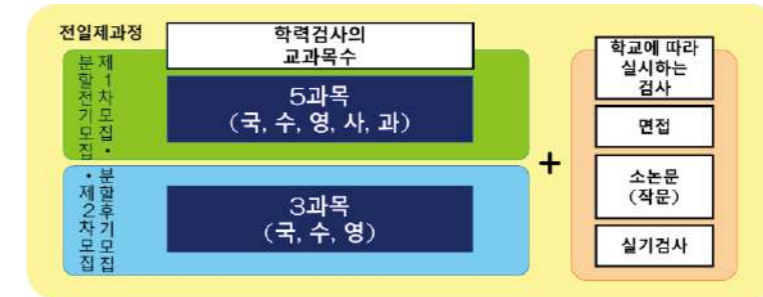 전일제과정
학력검사의
교과목수
제1차모집・
분할전기모집
5과목
(국, 수, 영, 사, 과)
분할후기모집
・제2차모집
3과목
(국, 수, 영)
+
학교에 따라
실시하는
검사
면접
소논문
(작문)
실기검사